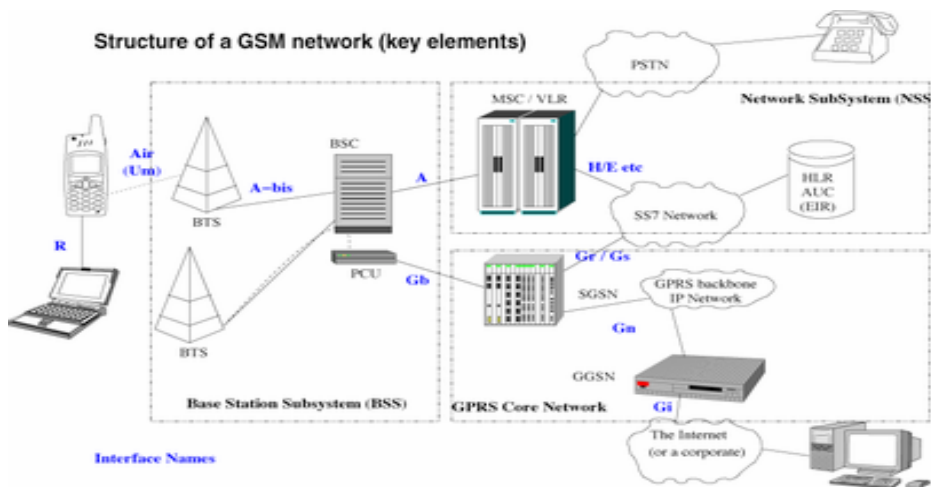 Structure of a GSM network (key elements)
PSTN
MSC / VLR
Network SubSystem (NSS
BSC
Air
(Um)
A-bis
A
H/E etc
HLR
AUC
(EIR)
BTS
SS7 Network
R
PCU
Gb
Gr / Gs
SGSN
GPRS backbone
IP Network
Gn
BTS
GGSN
Base Station Subsystem (BSS)
GPRS Core Network
Gi
The Internet
(or a corporate)
Interface Names